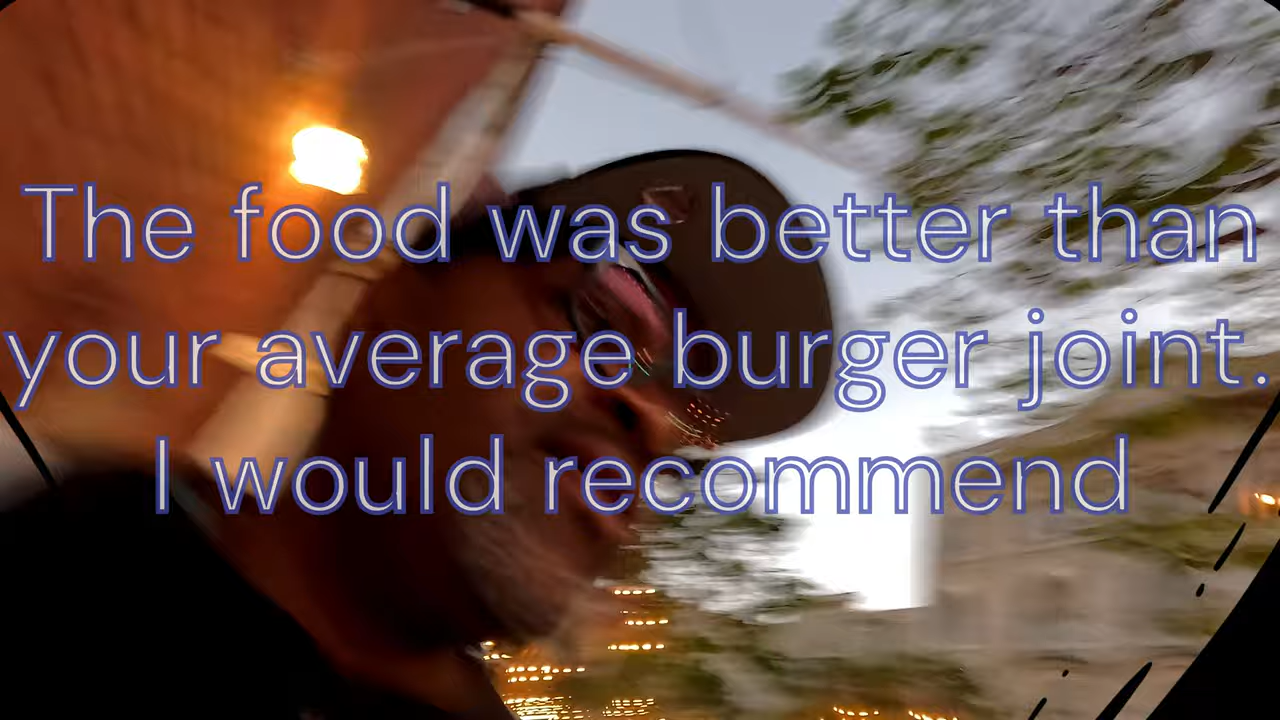 The food was better than
your average burger joint.
I would recommend